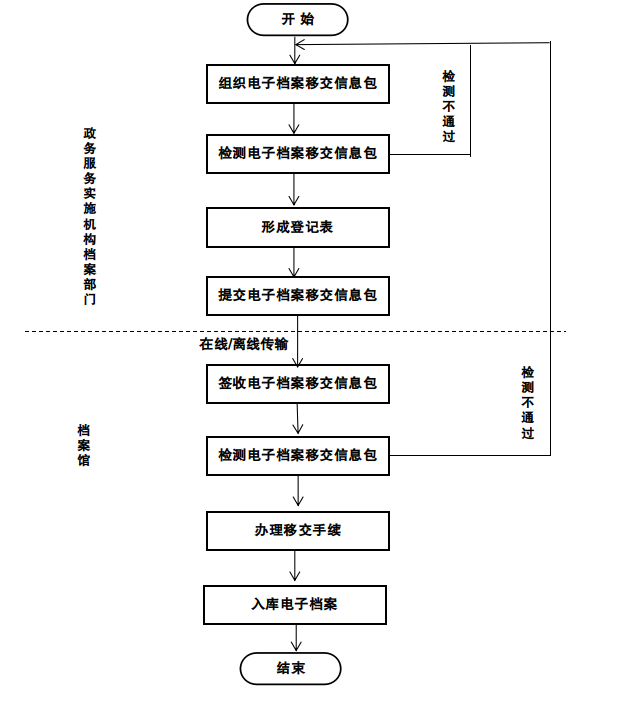 开 始
组织电子档案移交信息包
检测不通过
检测电子档案移交信息包
政务服务实施机构档案部门
形成登记表
提交电子档案移交信息包
在线/离线传输
签收电子档案移交信息包
检测不通过
档案馆
检测电子档案移交信息包
办理移交手续
入库电子档案
结束